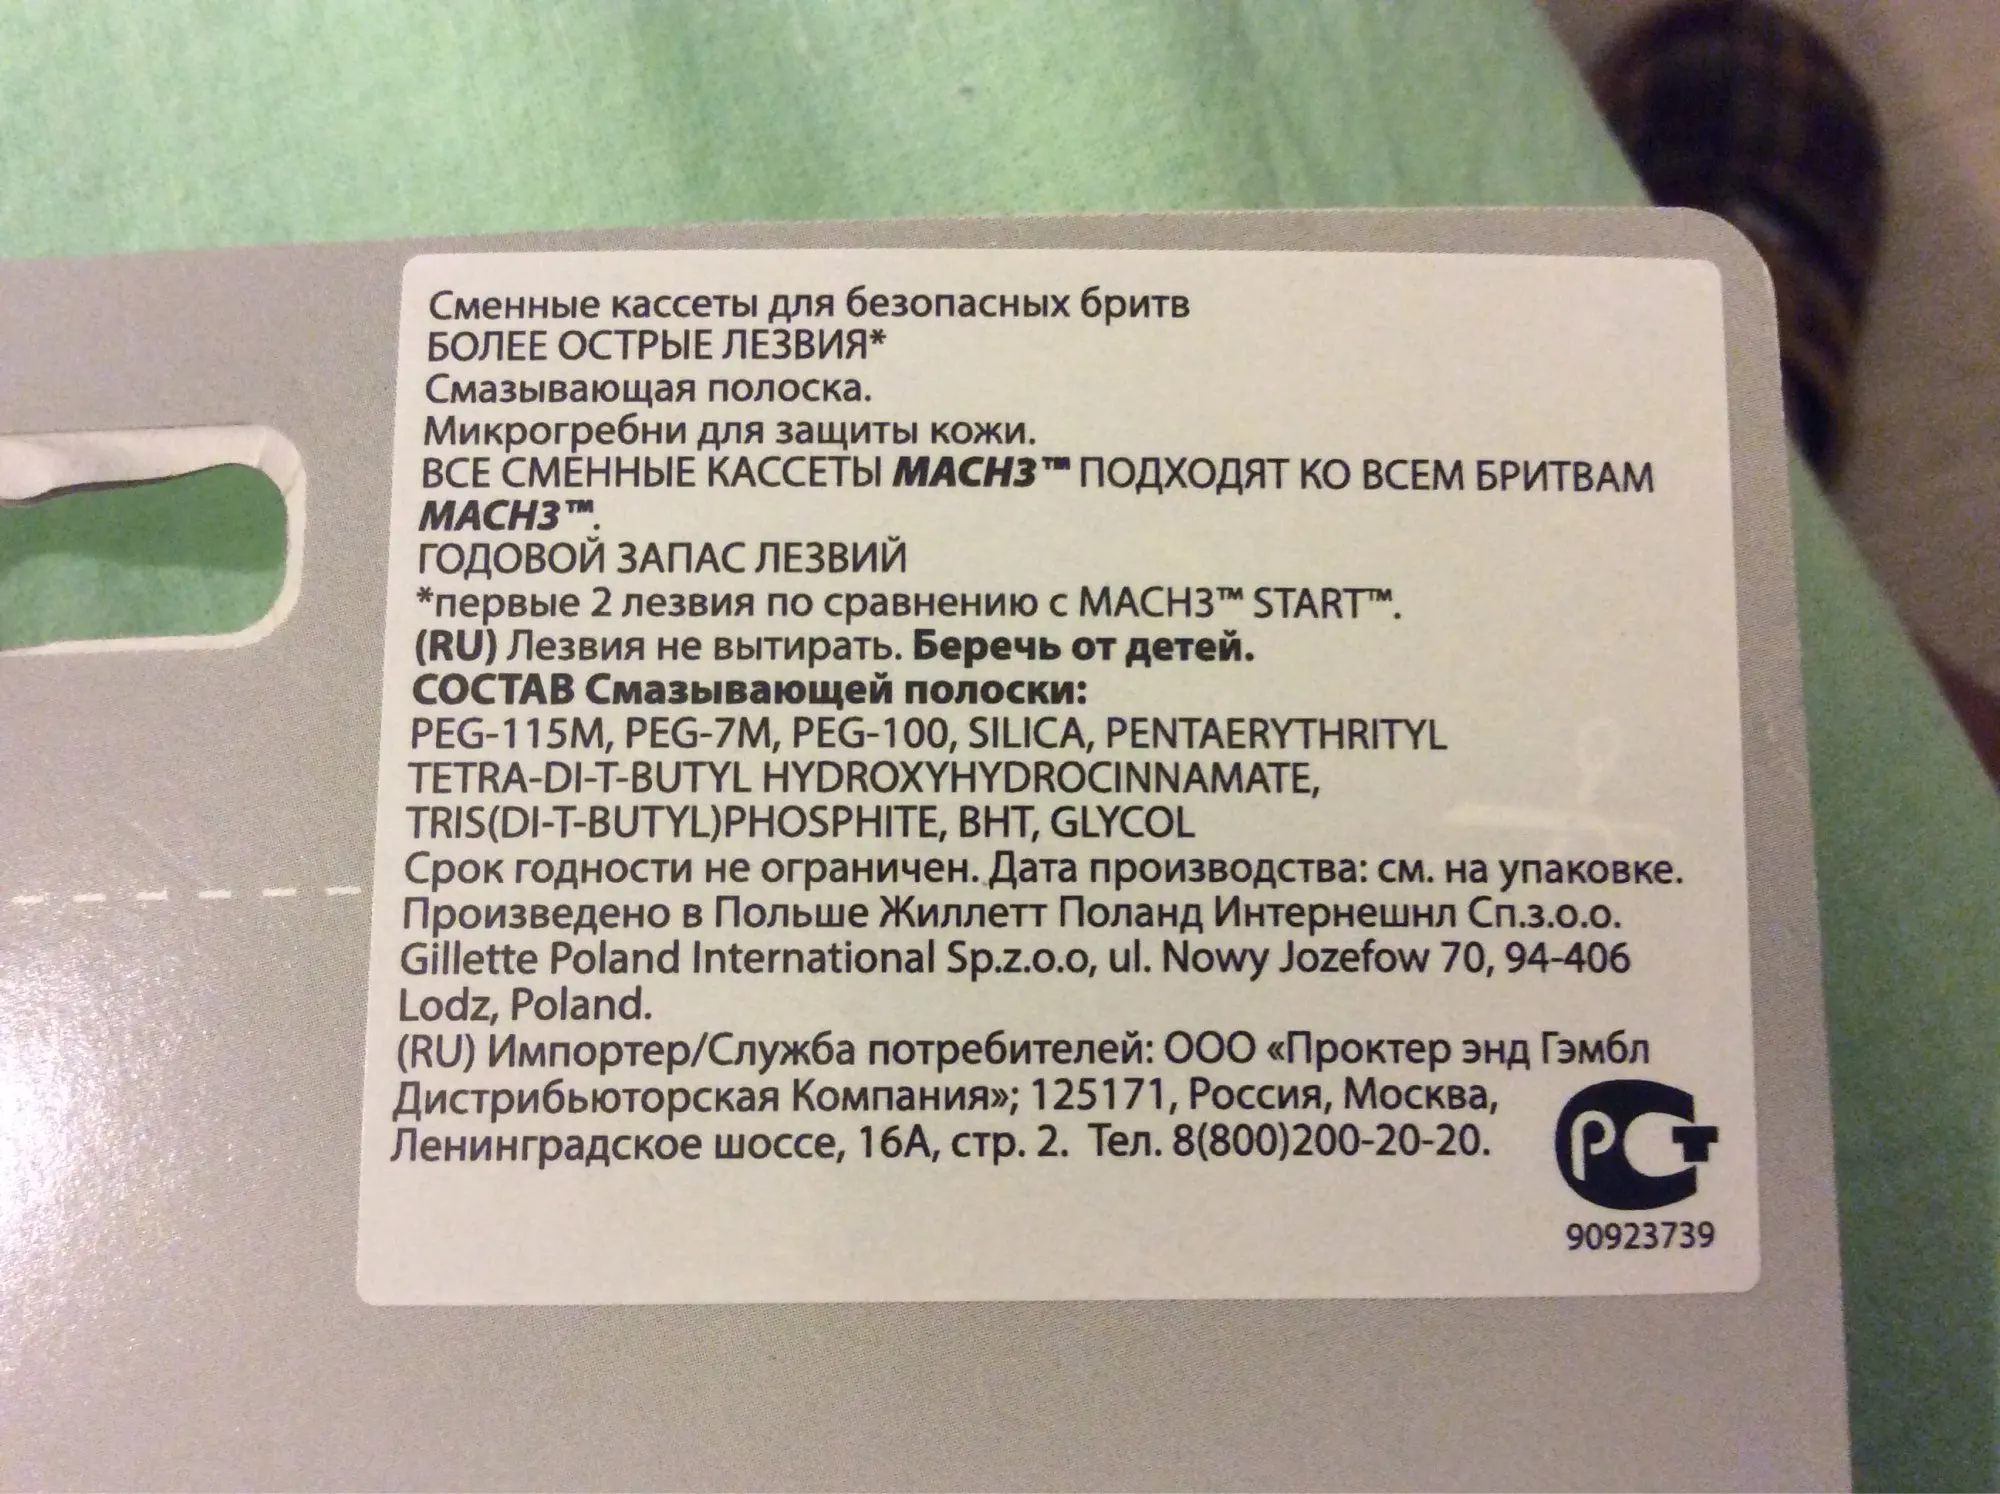 Сменные кассеты для безопасных бритв
БОЛЕЕ ОСТРЫЕ ЛЕЗВИЯ*
Смазывающая полоска.
Микрогребни для защиты кожи.
ВСЕ СМЕННЫЕ КАССЕТЫ MACH3™ ПОДХОДЯТ КО ВСЕМ БРИТВАМ
MACH3™.
ГОДОВОЙ ЗАПАС ЛЕЗВИЙ
*первые 2 лезвия по сравнению с MACH3™ START™.
(RU) Лезвия не вытирать. Беречь от детей.
СОСТАВ Смазывающей полоски:
PEG-115M, PEG-7M, PEG-100, SILICA, PENTAERYTHRITYL
TETRA-DI-T-BUTYL HYDROXYHYDROCINNAMATE,
TRIS(DI-T-BUTYL)PHOSPHITE, BHT, GLYCOL
Срок годности не ограничен. Дата производства: см. на упаковке.
Произведено в Польше Жиллетт Поланд Интернешнл Сп.з.о.о.
Gillette Poland International Sp.z.o.o, ul. Nowy Jozefow 70, 94-406
Lodz, Poland.
(RU) Импортер/Служба потребителей: ООО «Проктер энд Гэмбл
Дистрибьюторская Компания»; 125171, Россия, Москва,
Ленинградское шоссе, 16А, стр. 2. Тел. 8(800)200-20-20.
РСТ
90923739